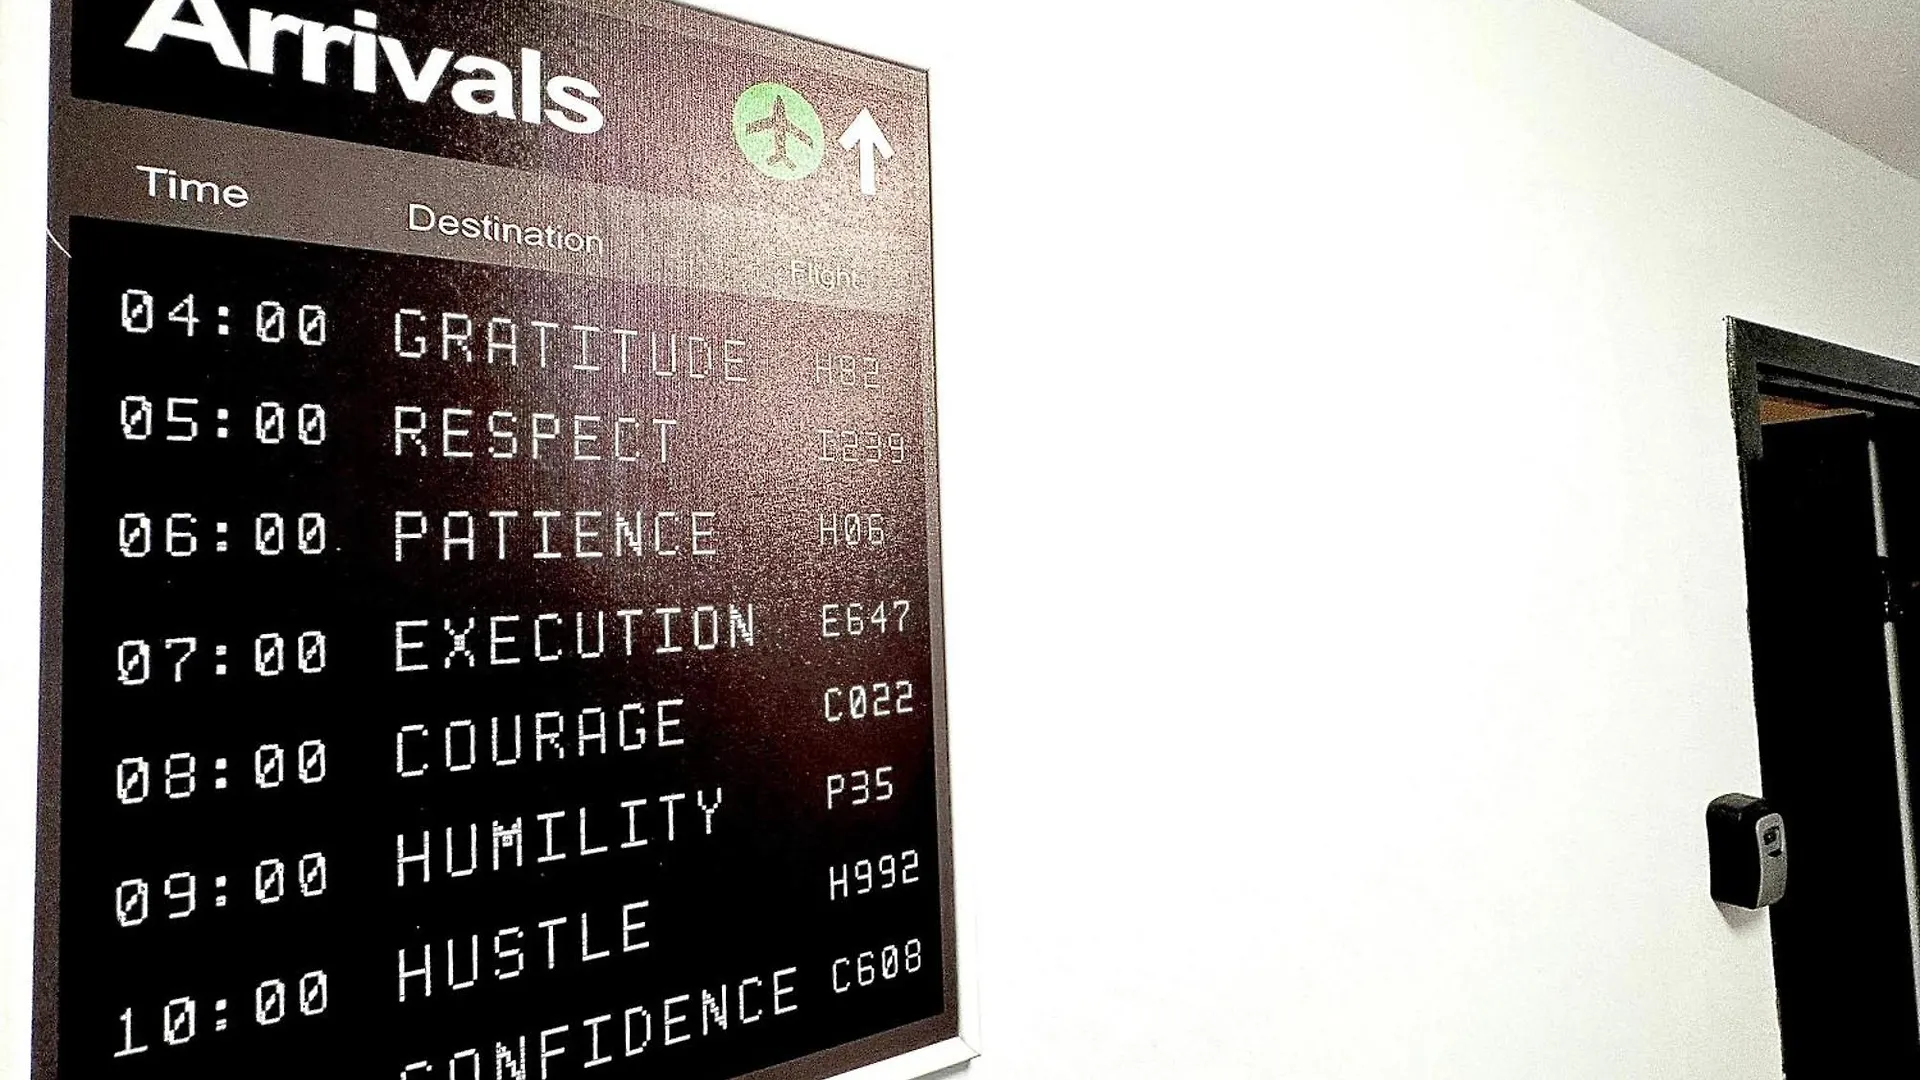 Arrivals
Time Destination Flight
04:00 GRATITUDE H82
05:00 RESPECT I239
06:00 PATIENCE H06
07:00 EXECUTION E647
08:00 COURAGE C022
09:00 HUMILITY P35
10:00 HUSTLE H992
CONFIDENCE C608